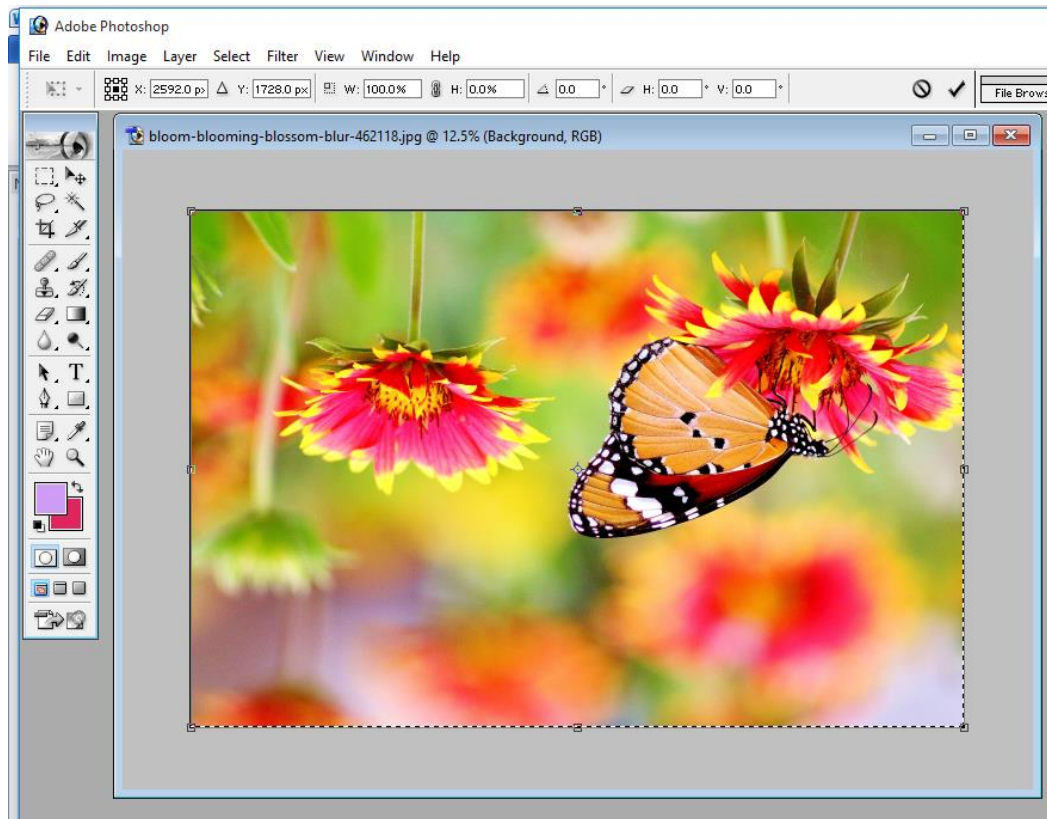 Adobe Photoshop
File Edit Image Layer Select Filter View Window Help
X: 2592.0 px Y: 1728.0 px W: 100.0% H: 0.0% 0.0 ° H: 0.0 ° V: 0.0 ° File Brows
bloom-blooming-blossom-blur-462118.jpg @ 12.5% (Background, RGB)
T